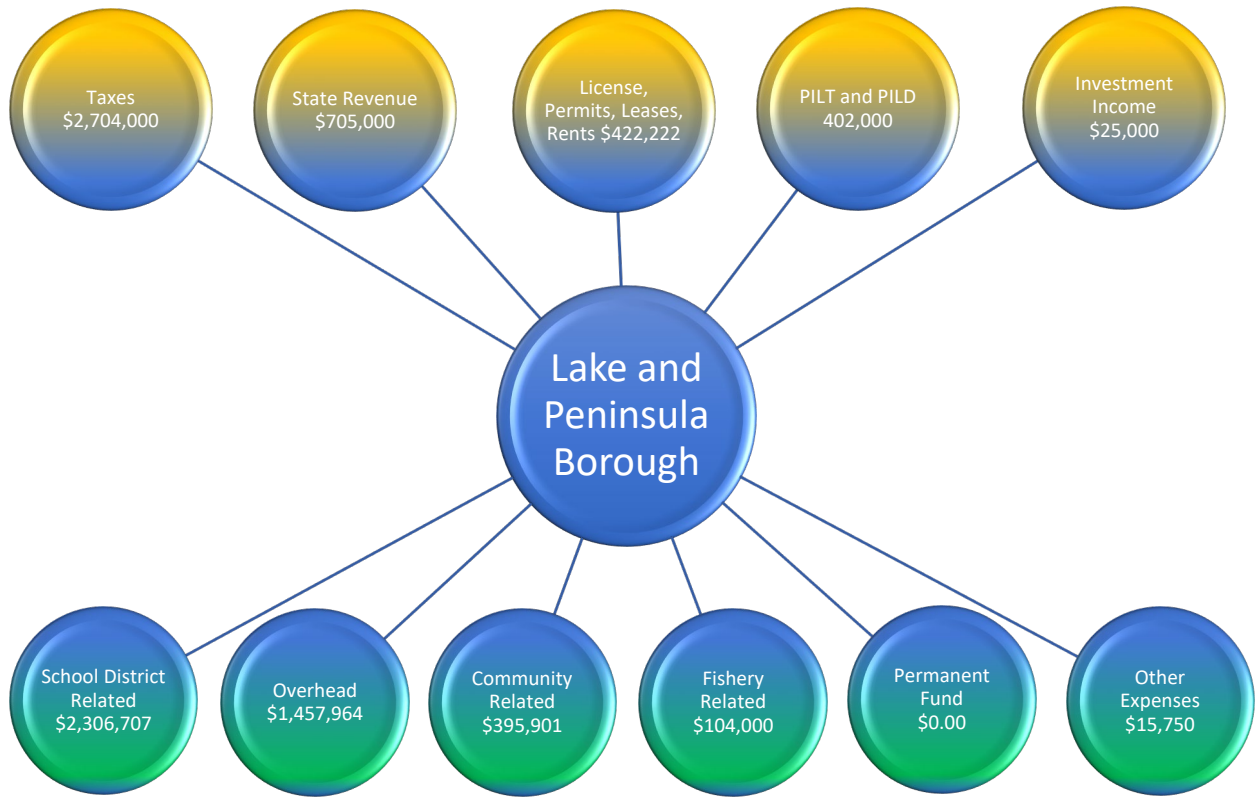 Taxes
$2,704,000
State Revenue
$705,000
License,
Permits, Leases,
Rents $422,222
PILT and PILD
402,000
Investment
Income
$25,000
Lake and
Peninsula
Borough
School District
Related
$2,306,707
Overhead
$1,457,964
Community
Related
$395,901
Fishery
Related
$104,000
Permanent
Fund
$0.00
Other
Expenses
$15,750